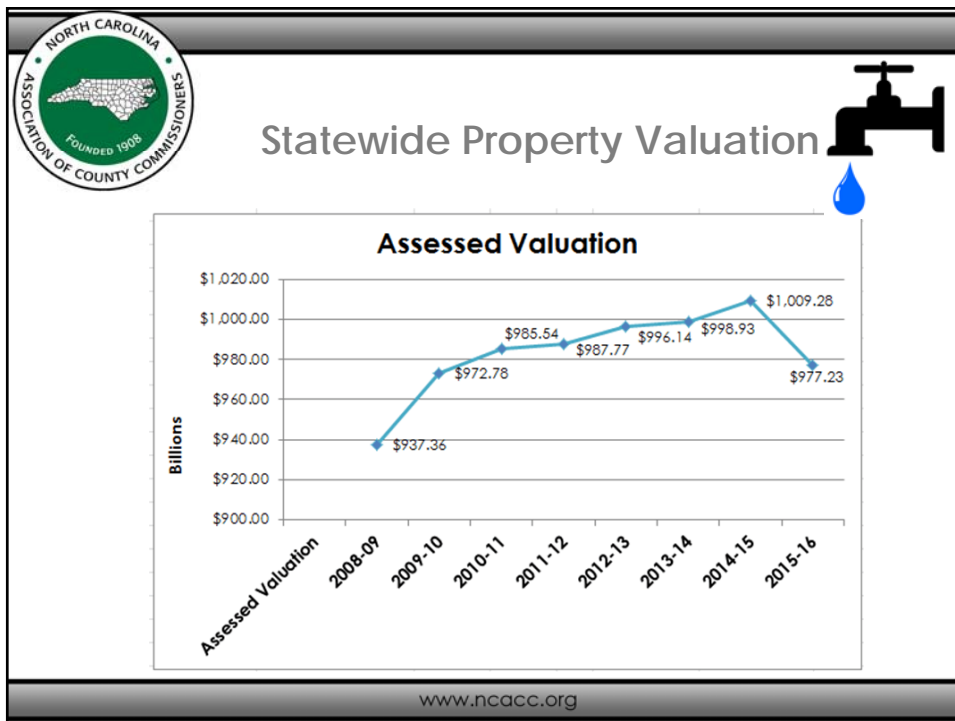 NORTH CAROLINA
ASSOCIATION OF COUNTY COMMISSIONERS
FOUNDED 1908
Statewide Property Valuation
Assessed Valuation
$1,020.00
$1,000.00
$980.00
$960.00
$940.00
$920.00
$900.00
Billions
$937.36
$972.78
$985.54
$987.77
$996.14
$998.93
$1,009.28
$977.23
Assessed Valuation
2008-09
2009-10
2010-11
2011-12
2012-13
2013-14
2014-15
2015-16
www.ncacc.org